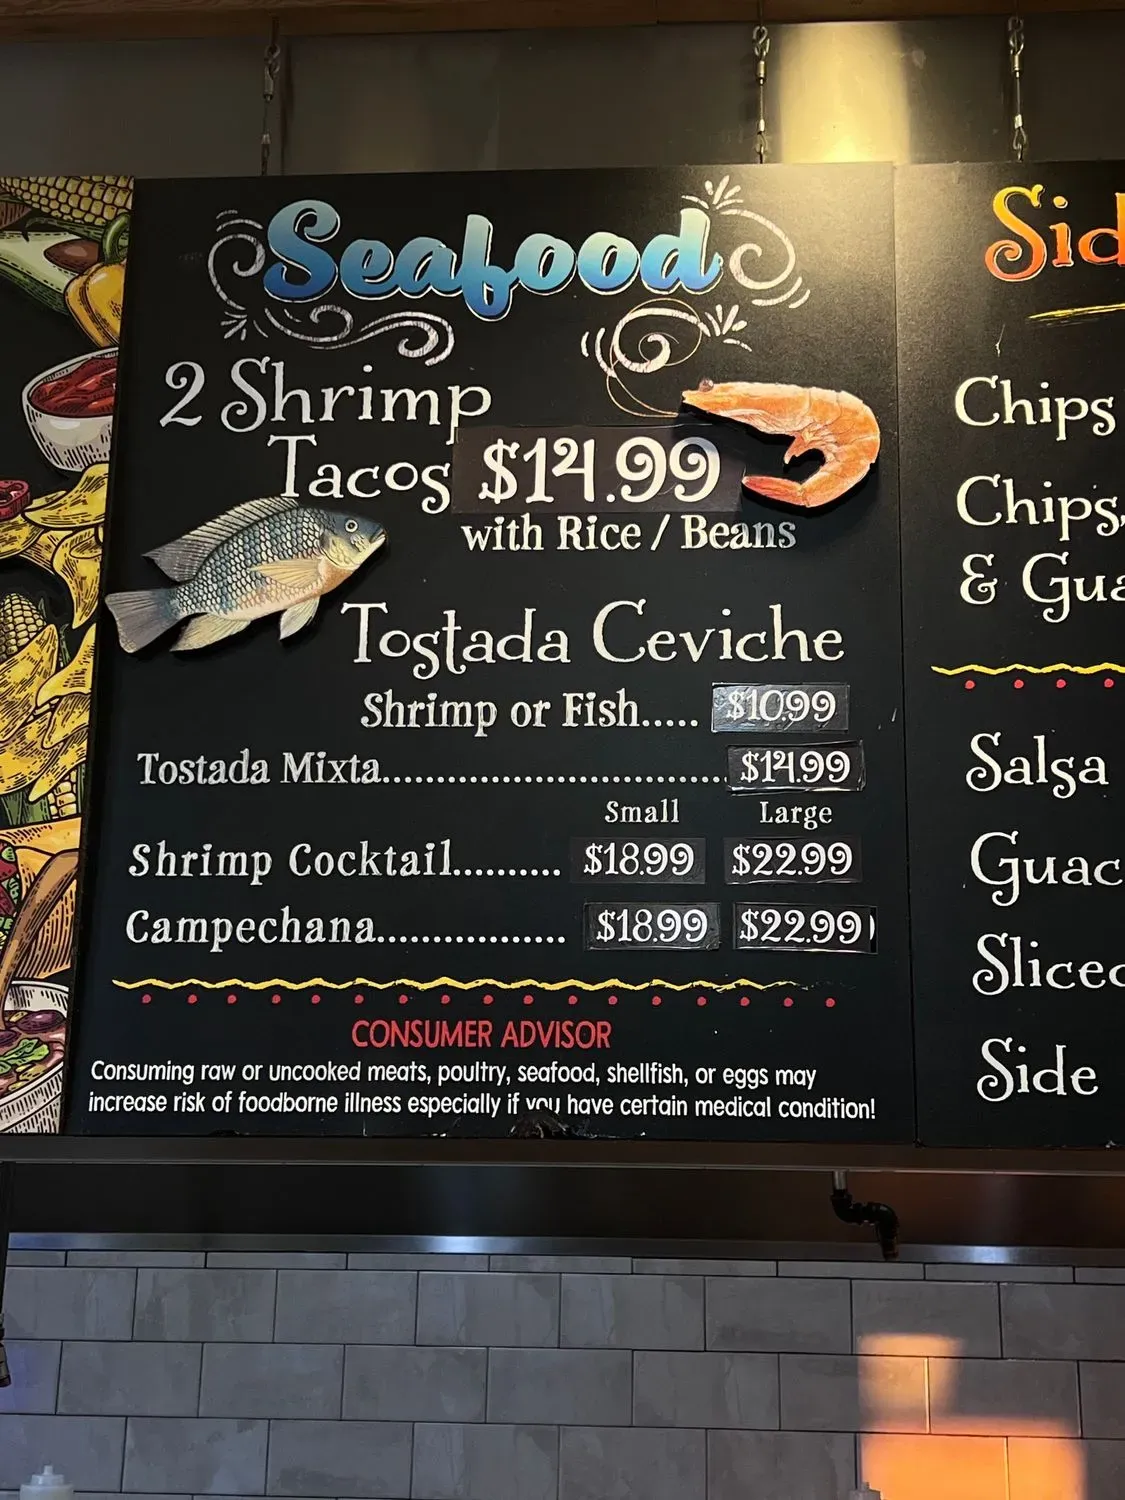 Seafood
2 Shrimp
Tacos $14.99
with Rice / Beans
Tostada Ceviche
Shrimp or Fish..... $10.99
Tostada Mixta................................ $14.99
Small Large
Shrimp Cocktail.......... $18.99 $22.99
Campechana................. $18.99 $22.99
CONSUMER ADVISOR
Consuming raw or uncooked meats, poultry, seafood, shellfish, or eggs may
increase risk of foodborne illness especially if you have certain medical condition!
Sid
Chips
Chips,
& Gua
Salsa
Guac
Sliced
Side